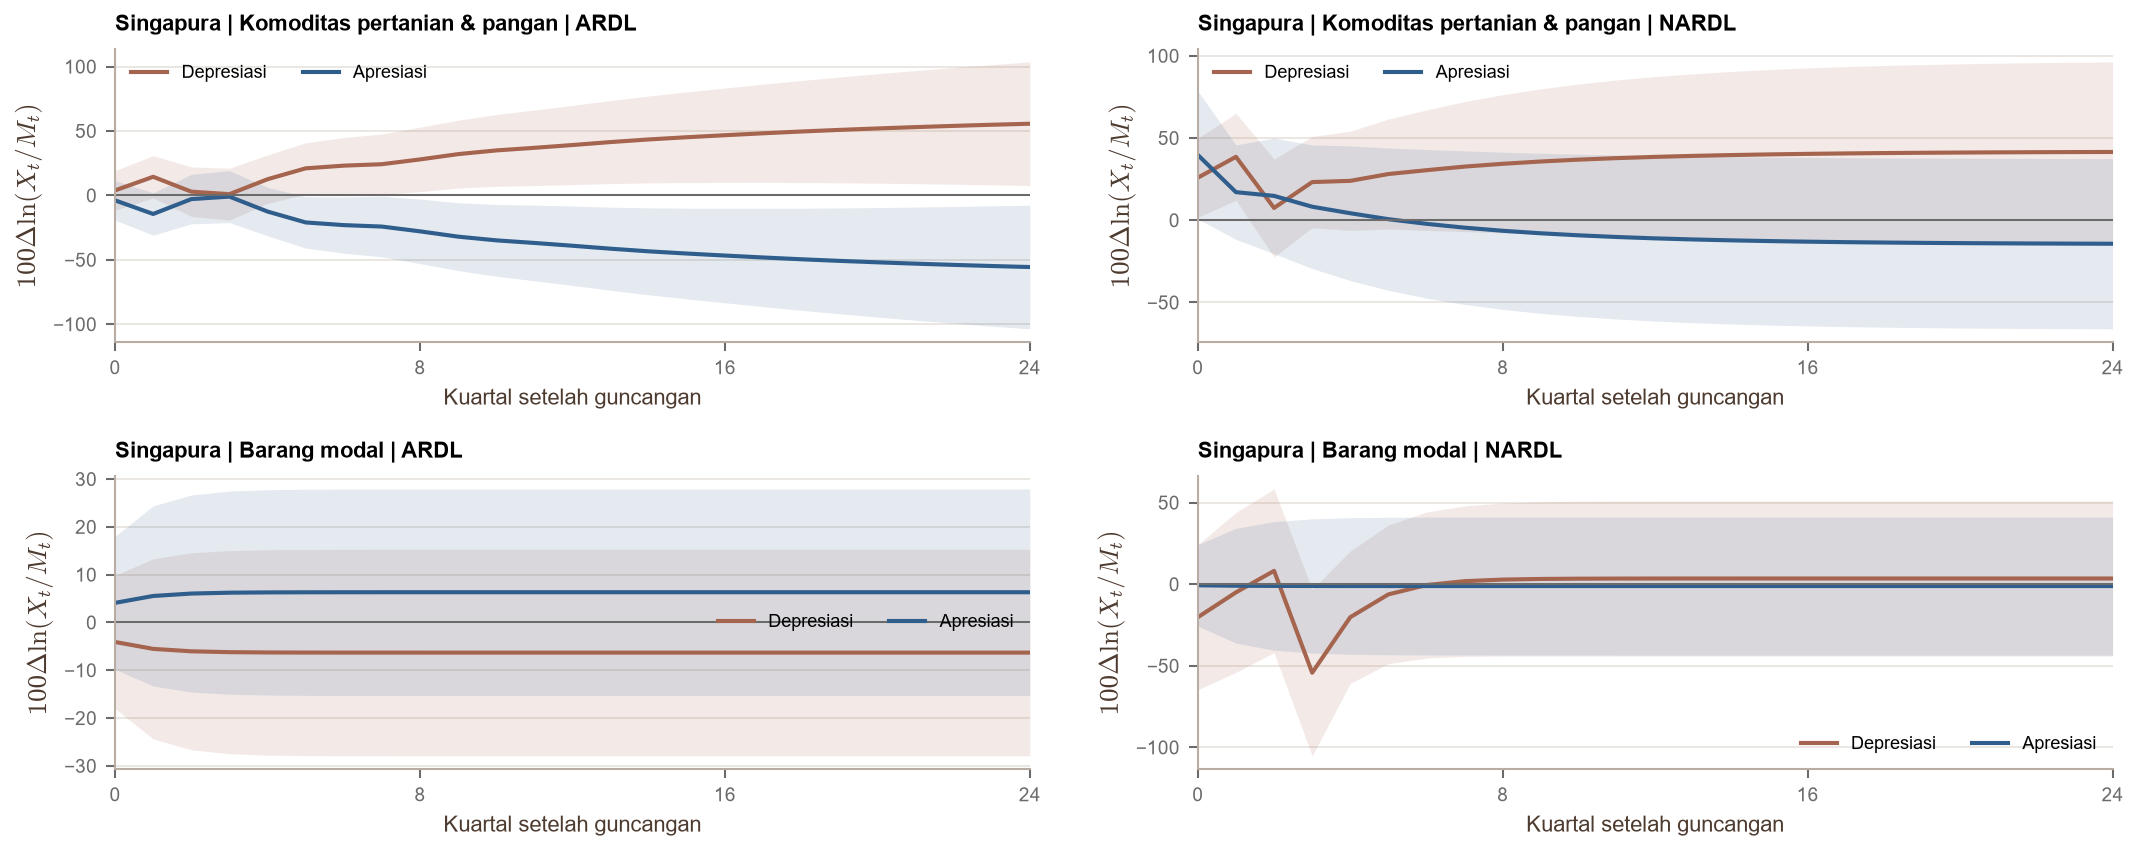 Singapura | Komoditas pertanian & pangan | ARDL
Depresiasi
Apresiasi
100Δln(Xₜ/Mₜ)
100
50
0
−50
−100
0
8
16
24
Kuartal setelah guncangan
Singapura | Komoditas pertanian & pangan | NARDL
Depresiasi
Apresiasi
100Δln(Xₜ/Mₜ)
100
50
0
−50
0
8
16
24
Kuartal setelah guncangan
Singapura | Barang modal | ARDL
100Δln(Xₜ/Mₜ)
30
20
10
0
−10
−20
−30
Depresiasi
Apresiasi
0
8
16
24
Kuartal setelah guncangan
Singapura | Barang modal | NARDL
100Δln(Xₜ/Mₜ)
50
0
−50
−100
Depresiasi
Apresiasi
0
8
16
24
Kuartal setelah guncangan